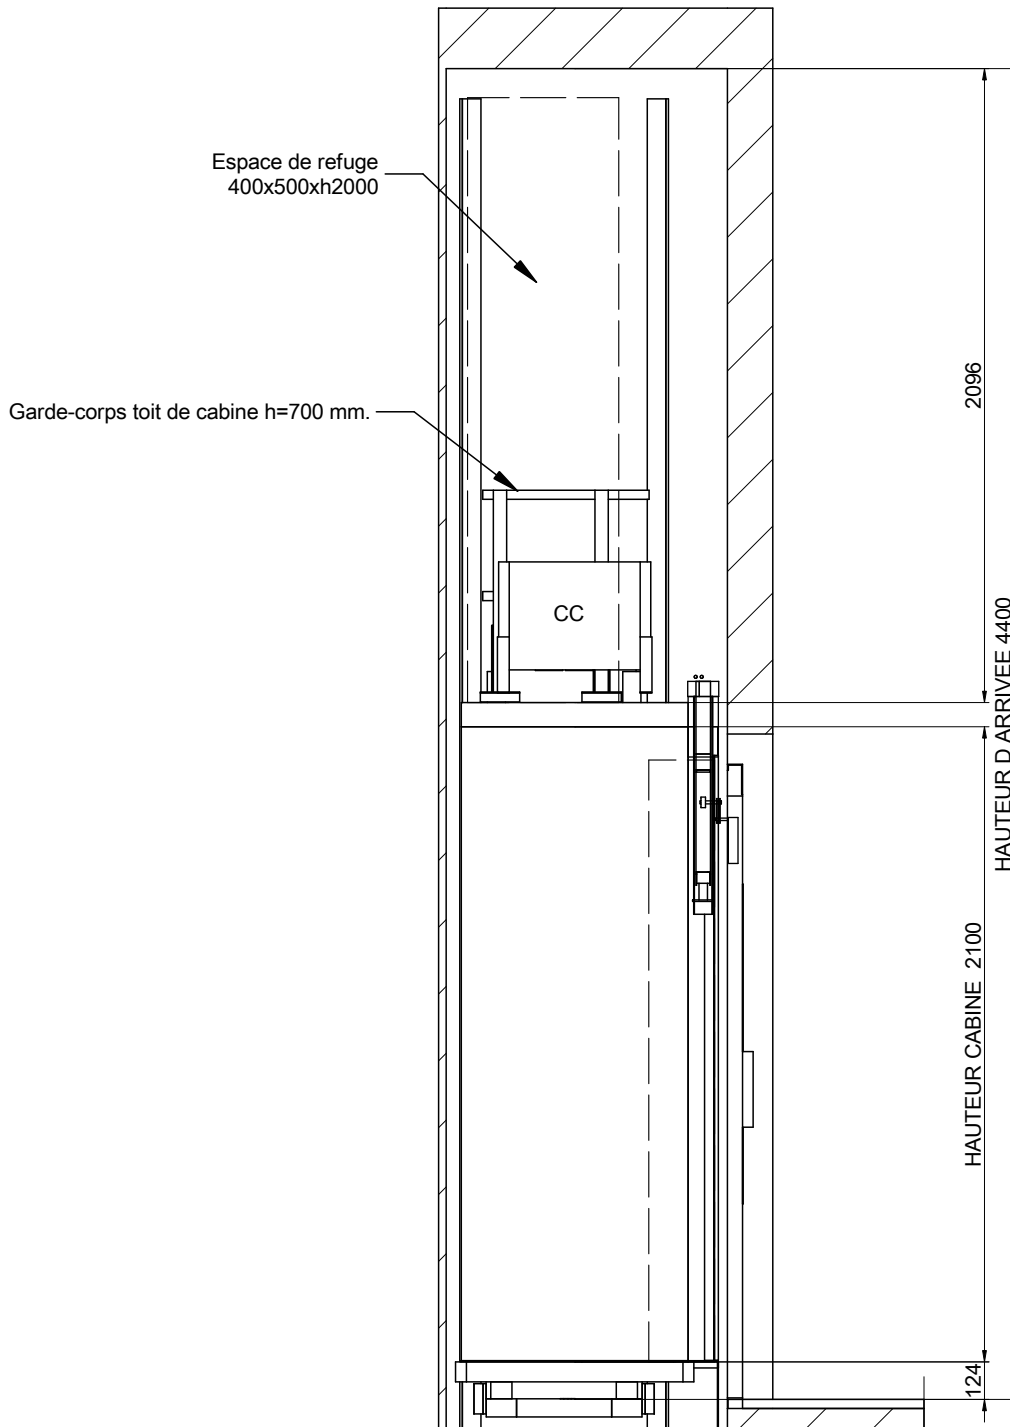 Espace de refuge
400x500xh2000
Garde-corps toit de cabine h=700 mm.
CC
2096
HAUTEUR D ARRIVEE 4400
HAUTEUR CABINE 2100
124